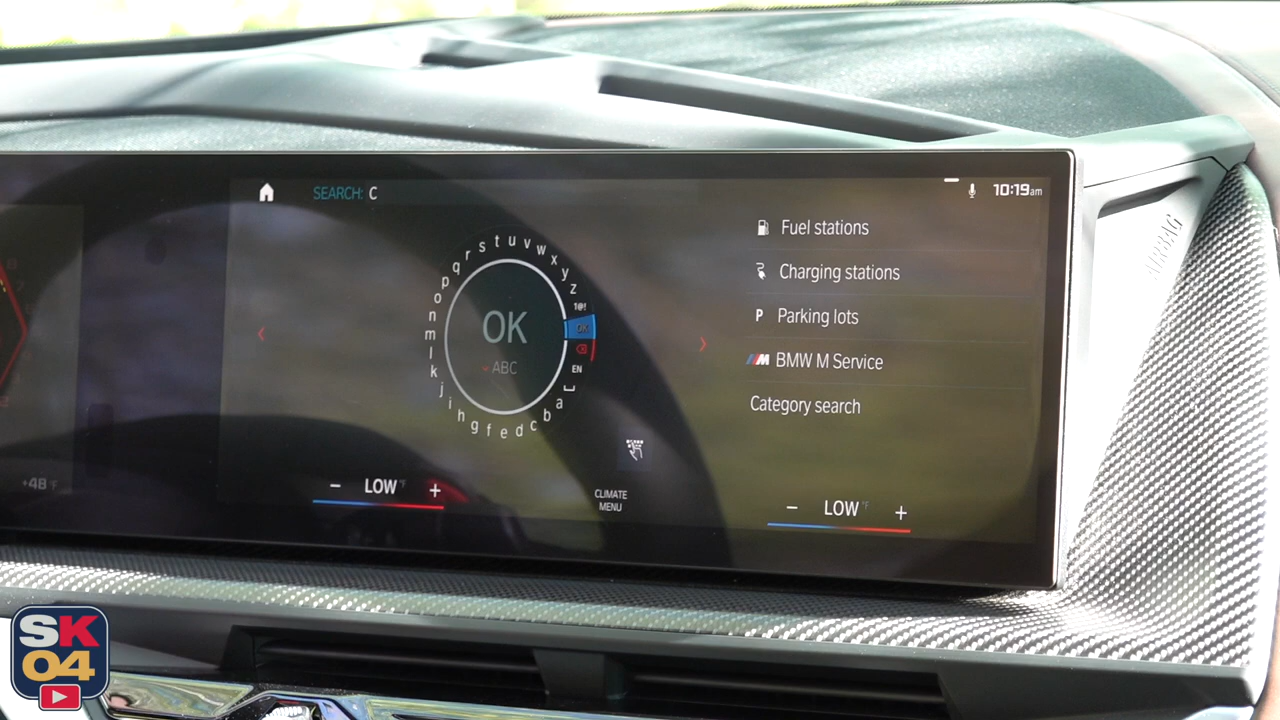 SEARCH: C
10:19am
Fuel stations
Charging stations
P Parking lots
M BMW M Service
Category search
s t u v w x y z 1@! OK EN
r q p o n m l k j i h g f e d c b a
OK
ABC
+48°F
- LOW °F +
CLIMATE
MENU
- LOW °F +
AIRBAG
SK
04